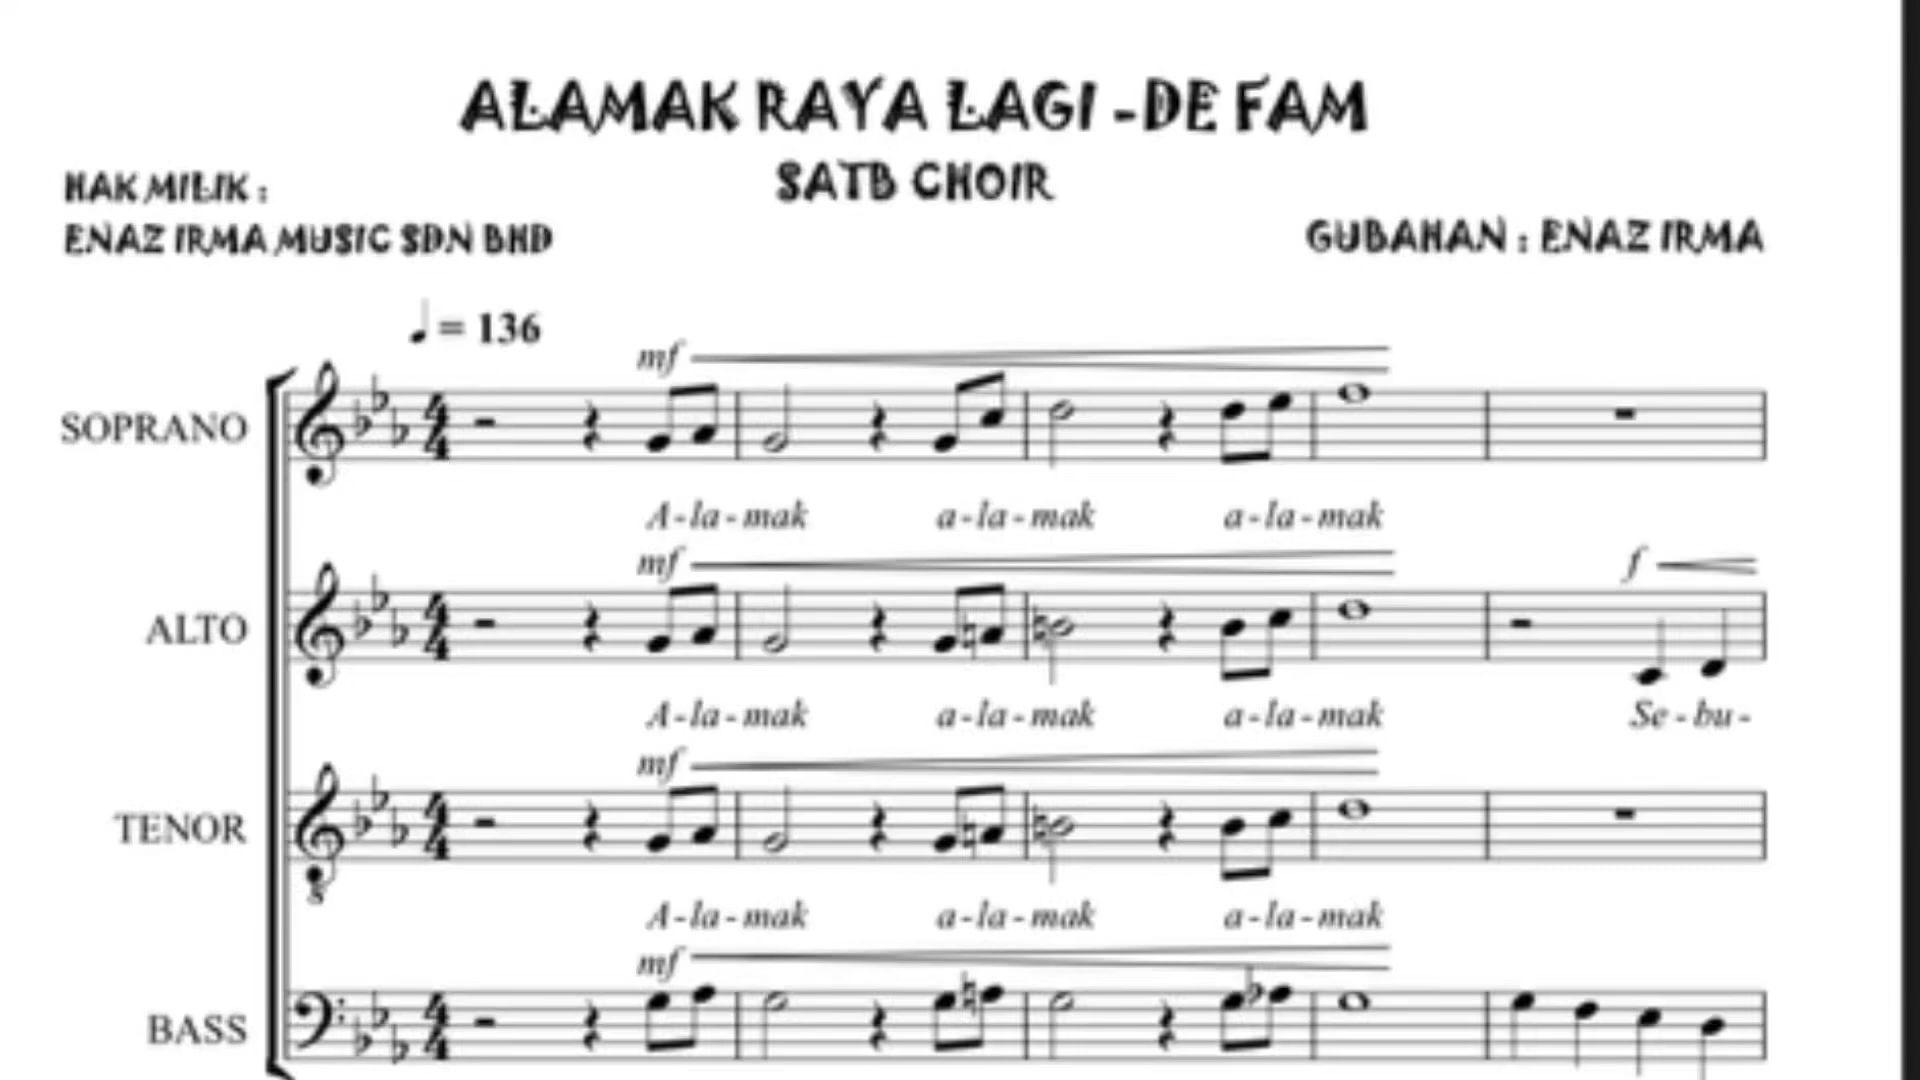 ALAMAK RAYA LAGI -DE FAM
SATB CHOIR
HAK MILIK :
ENAZ IRMA MUSIC SDN BHD
GUBAHAN : ENAZ IRMA
= 136
mf
SOPRANO
A-la-mak a-la-mak a-la-mak
mf f
ALTO
A-la-mak a-la-mak a-la-mak Se-bu-
mf
TENOR
8
A-la-mak a-la-mak a-la-mak
mf
BASS